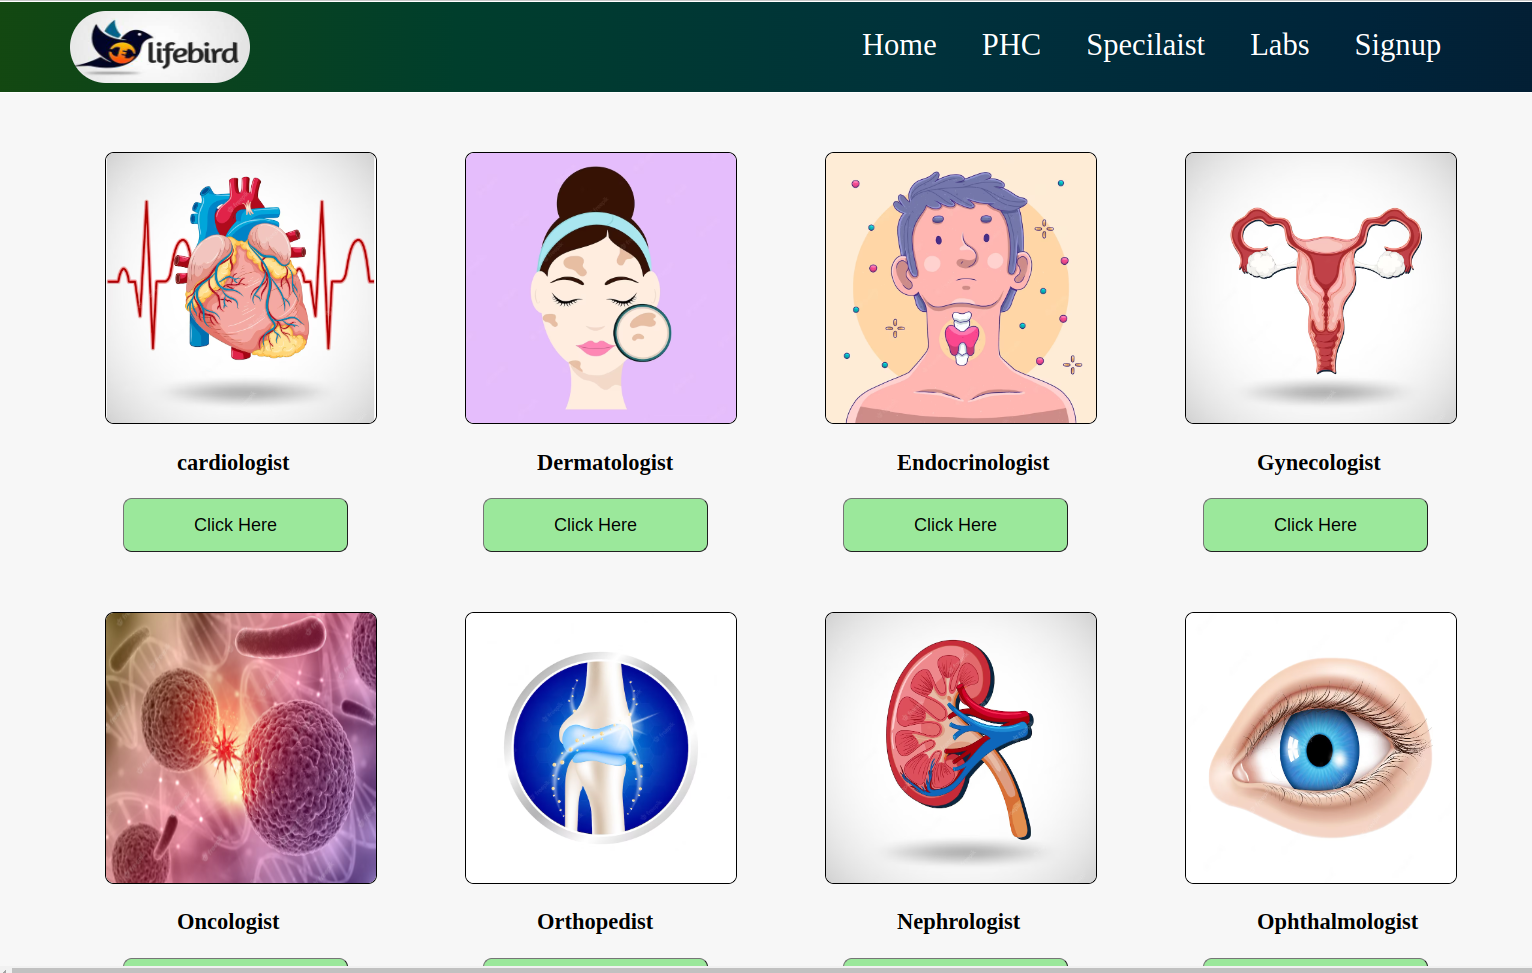 lifebird
Home PHC Specilaist Labs Signup
cardiologist Dermatologist Endocrinologist Gynecologist
Click Here Click Here Click Here Click Here
Oncologist Orthopedist Nephrologist Ophthalmologist